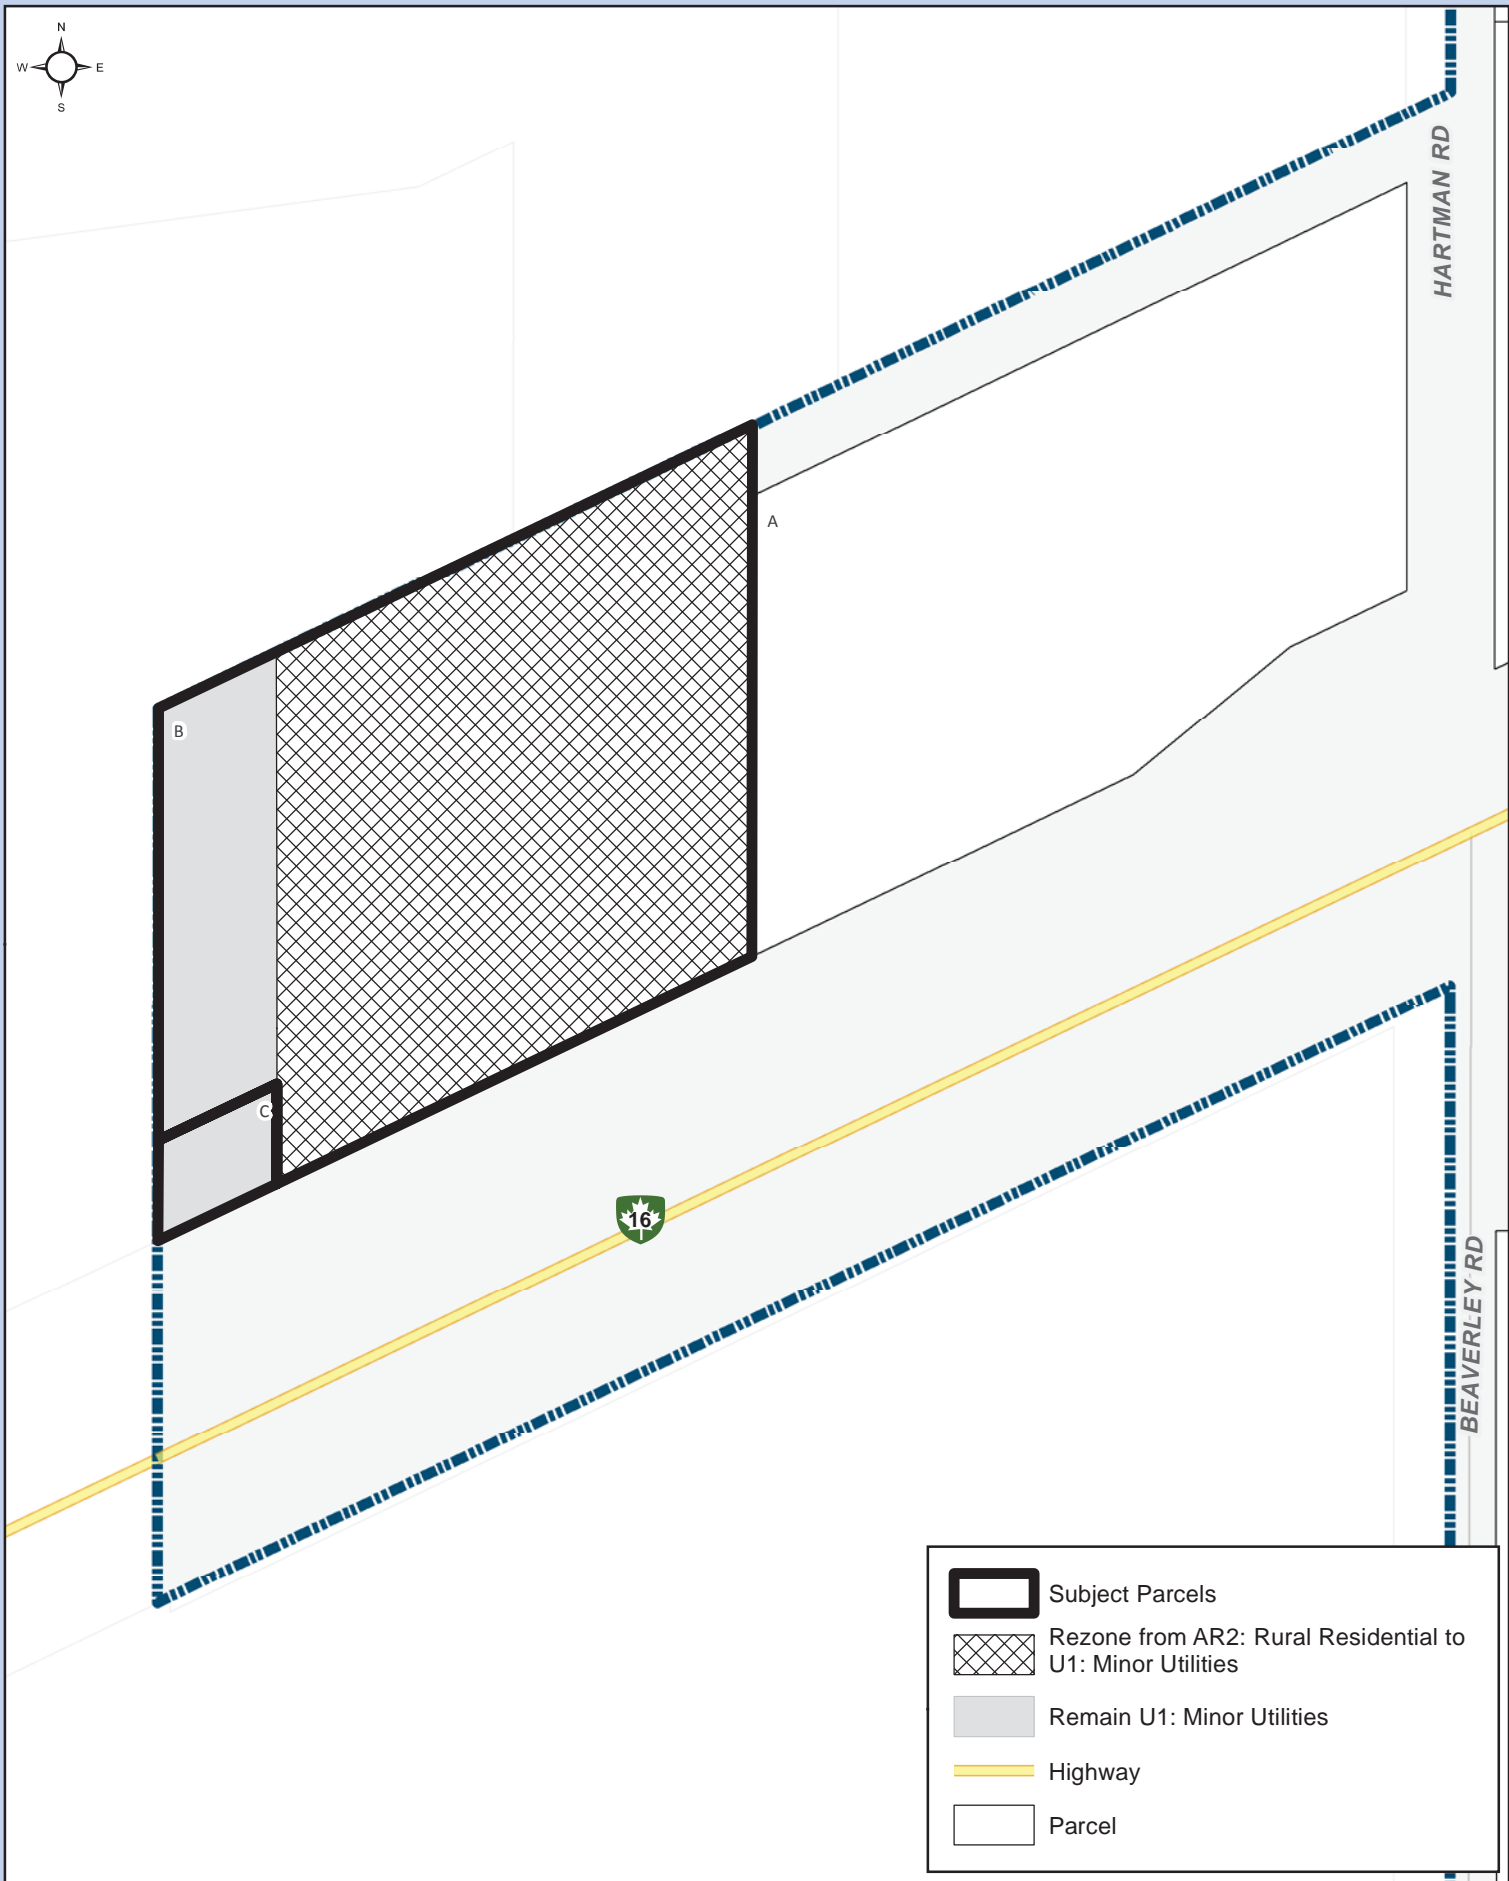 N
W E
S
HARTMAN RD
A
B
C
16
BEAVERLEY RD
Subject Parcels
Rezone from AR2: Rural Residential to
U1: Minor Utilities
Remain U1: Minor Utilities
Highway
Parcel